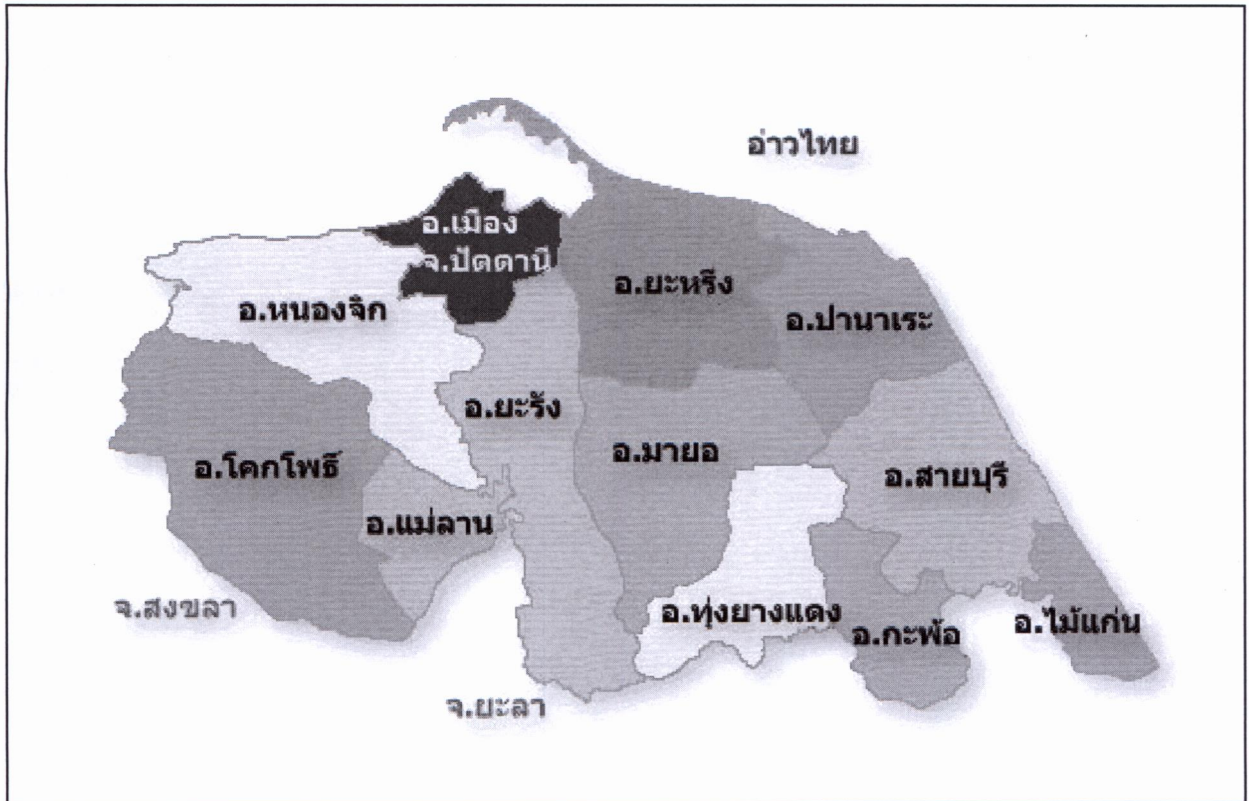 อ่าวไทย
อ.เมือง
จ.ปัตตานี
อ.ยะหริ่ง
อ.หนองจิก
อ.ปานาเระ
อ.ยะรัง
อ.มายอ
อ.โคกโพธิ์
อ.สายบุรี
อ.แม่ลาน
จ.สงขลา
อ.ทุ่งยางแดง
อ.กะพ้อ
อ.ไม้แก่น
จ.ยะลา